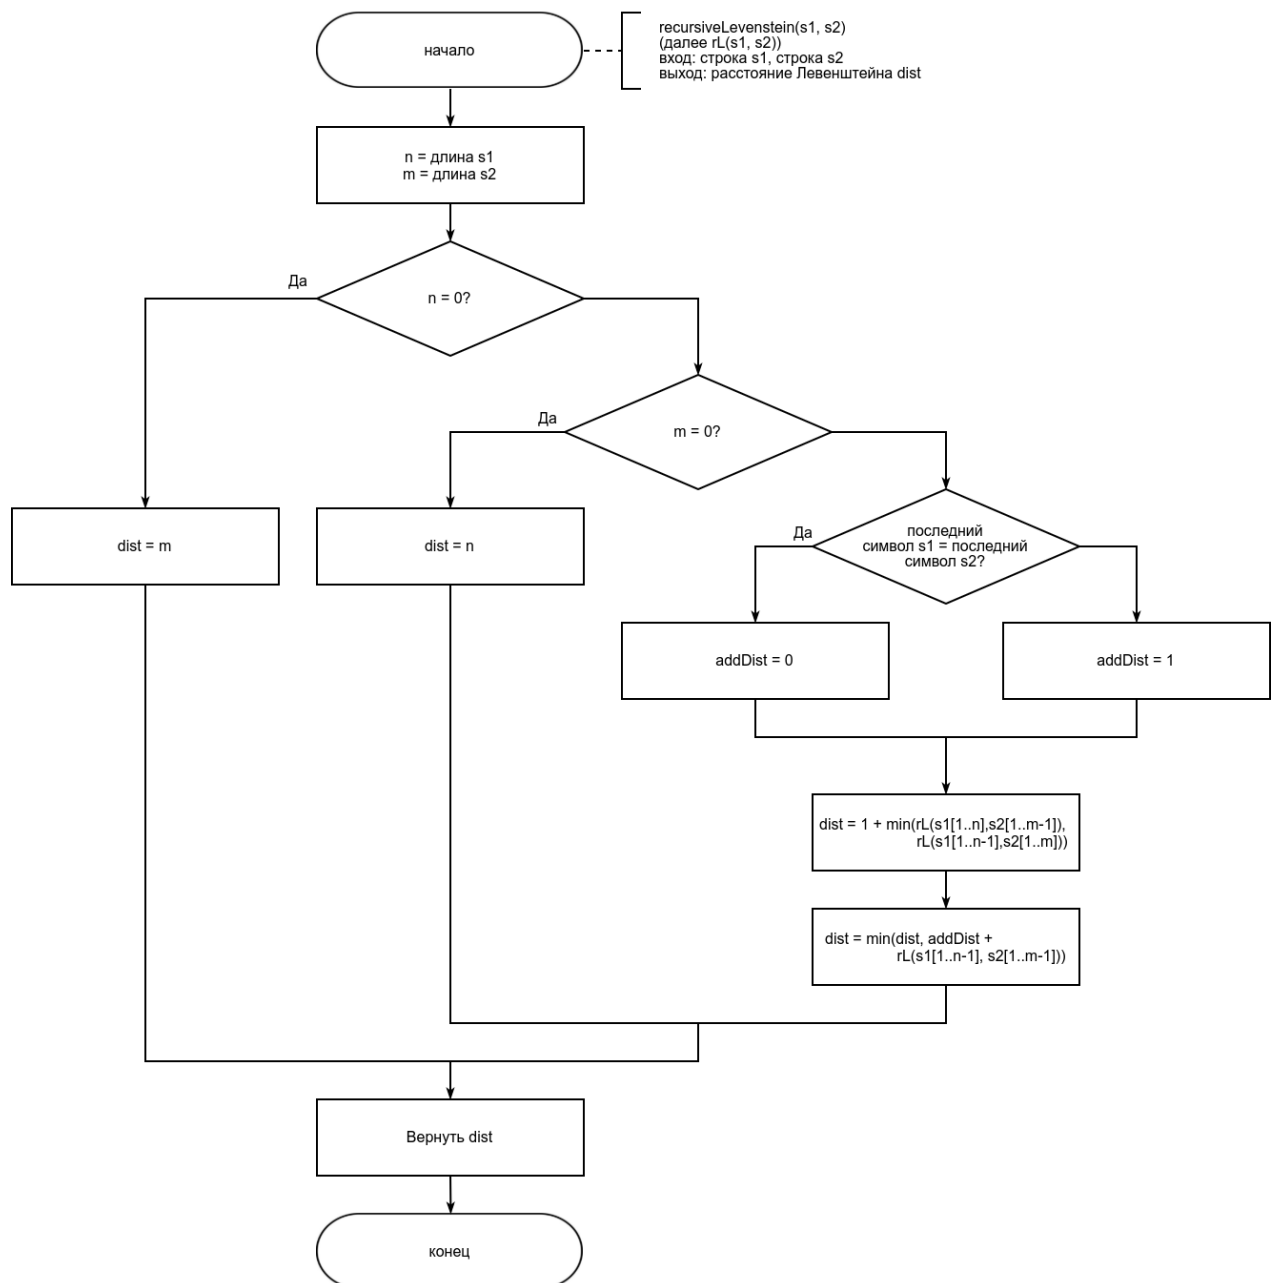 начало
recursiveLevenstein(s1, s2)
(далее rL(s1, s2))
вход: строка s1, строка s2
выход: расстояние Левенштейна dist
n = длина s1
m = длина s2
Да
n = 0?
Да
m = 0?
dist = m
dist = n
Да
последний
символ s1 = последний
символ s2?
addDist = 0
addDist = 1
dist = 1 + min(rL(s1[1..n],s2[1..m-1]),
rL(s1[1..n-1],s2[1..m]))
dist = min(dist, addDist +
rL(s1[1..n-1], s2[1..m-1]))
Вернуть dist
конец